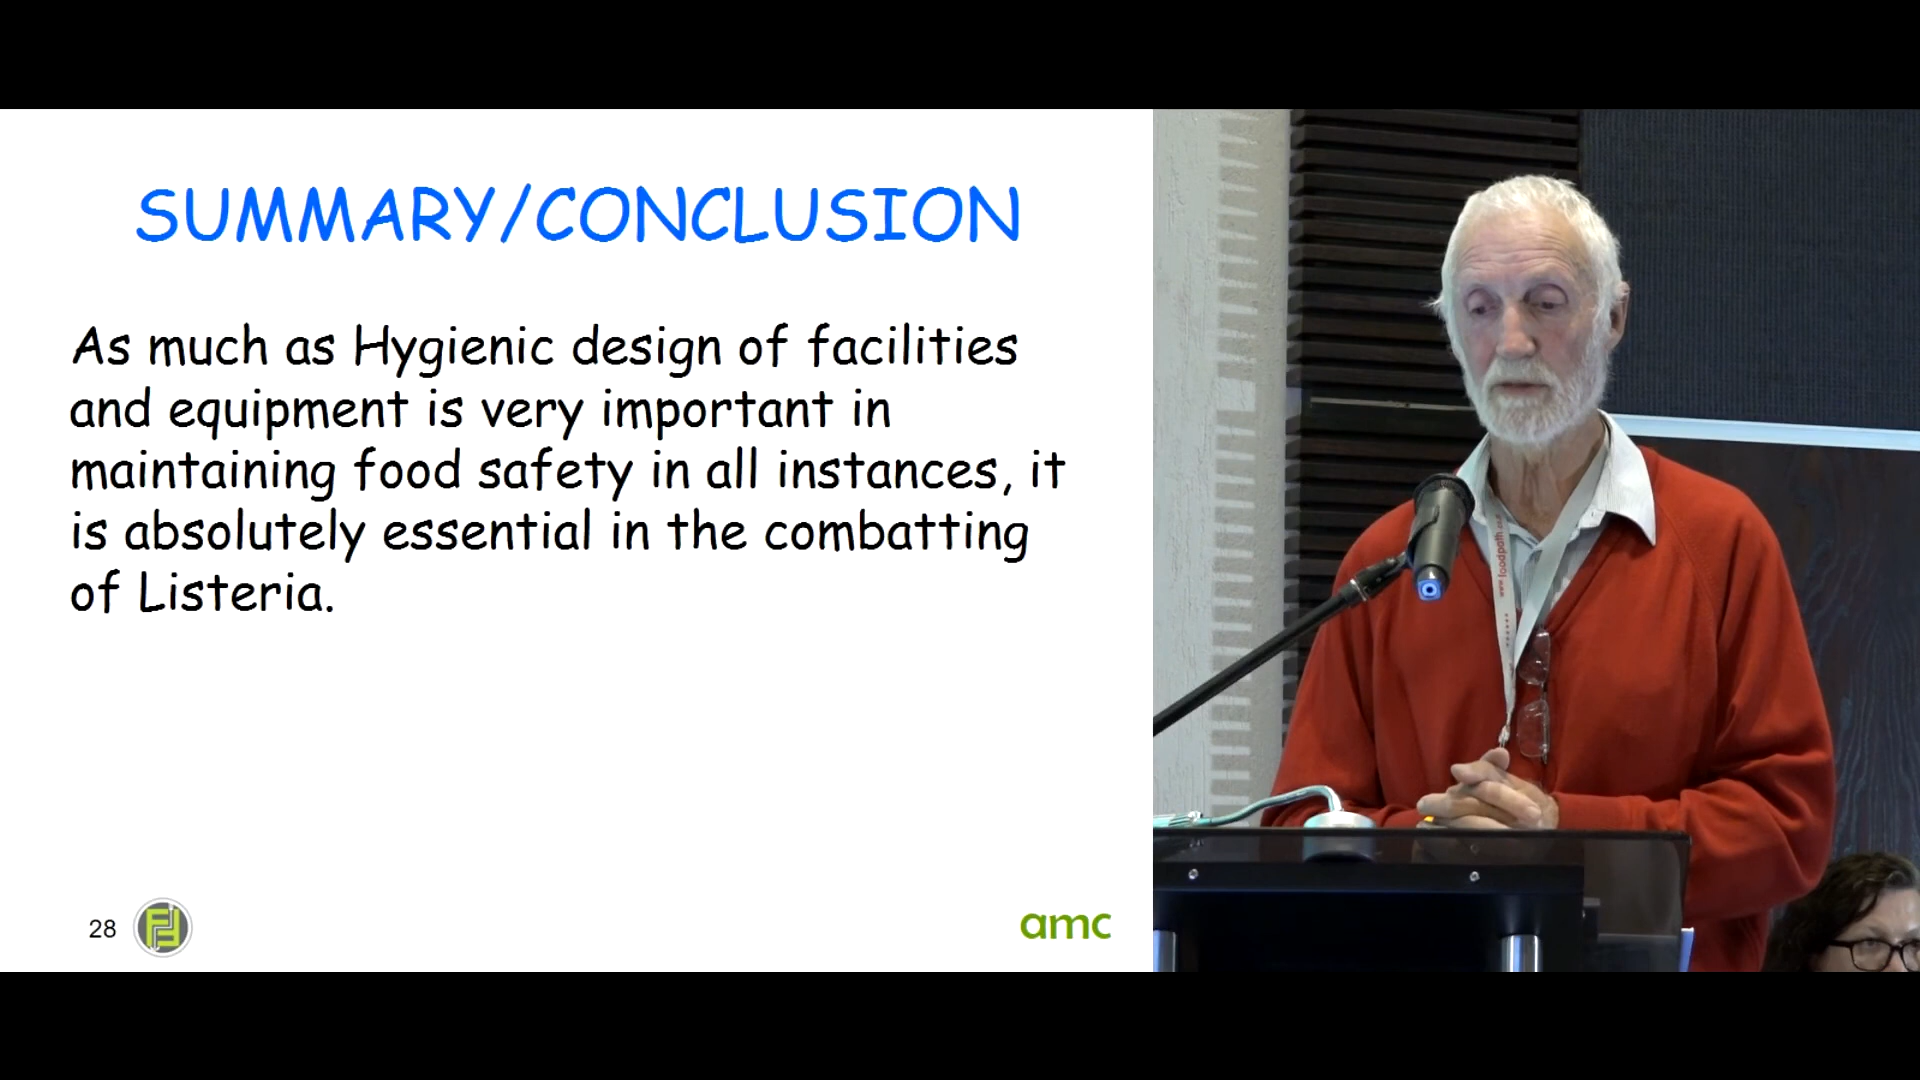 SUMMARY/CONCLUSION
As much as Hygienic design of facilities
and equipment is very important in
maintaining food safety in all instances, it
is absolutely essential in the combatting
of Listeria.
28
amc